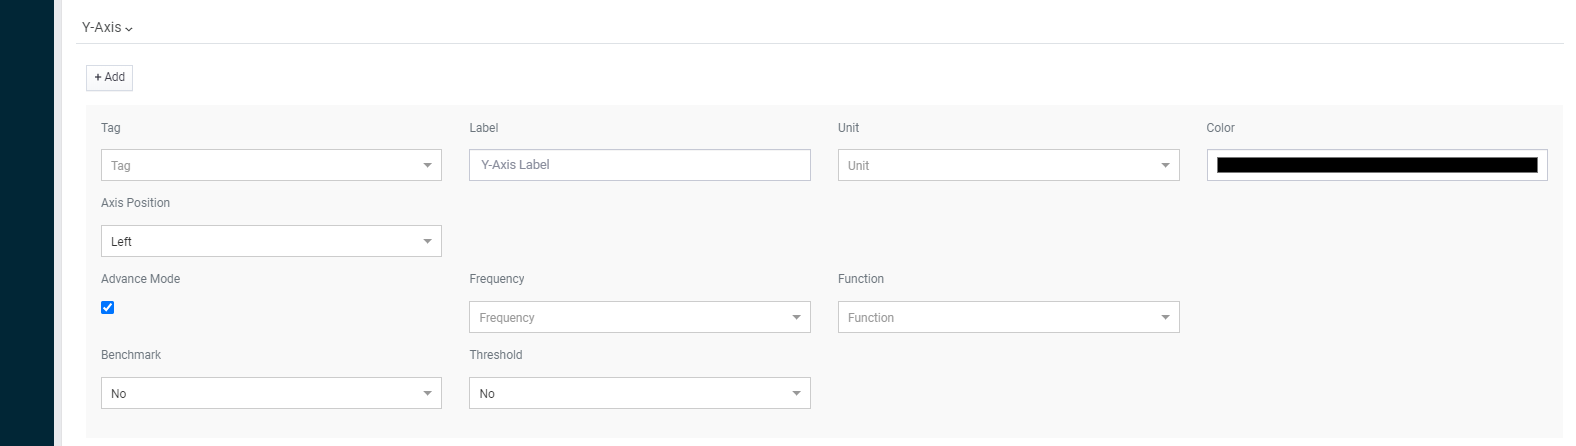 Y-Axis
+ Add
Tag Label Unit Color
Tag Y-Axis Label Unit
Axis Position
Left
Advance Mode Frequency Function
Frequency Function
Benchmark Threshold
No No